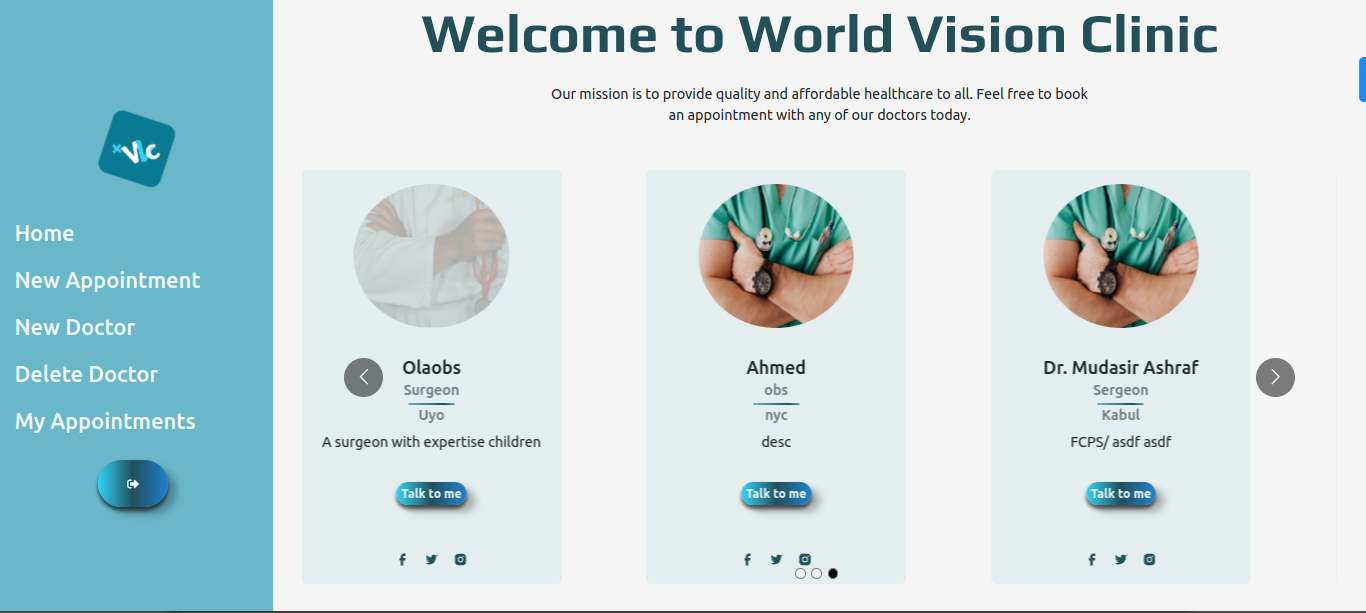 Welcome to World Vision Clinic
Our mission is to provide quality and affordable healthcare to all. Feel free to book
an appointment with any of our doctors today.
Home
New Appointment
New Doctor
Delete Doctor
My Appointments
Olaobs
Surgeon
Uyo
A surgeon with expertise children
Talk to me
Ahmed
obs
nyc
desc
Talk to me
Dr. Mudasir Ashraf
Sergeon
Kabul
FCPS/ asdf asdf
Talk to me